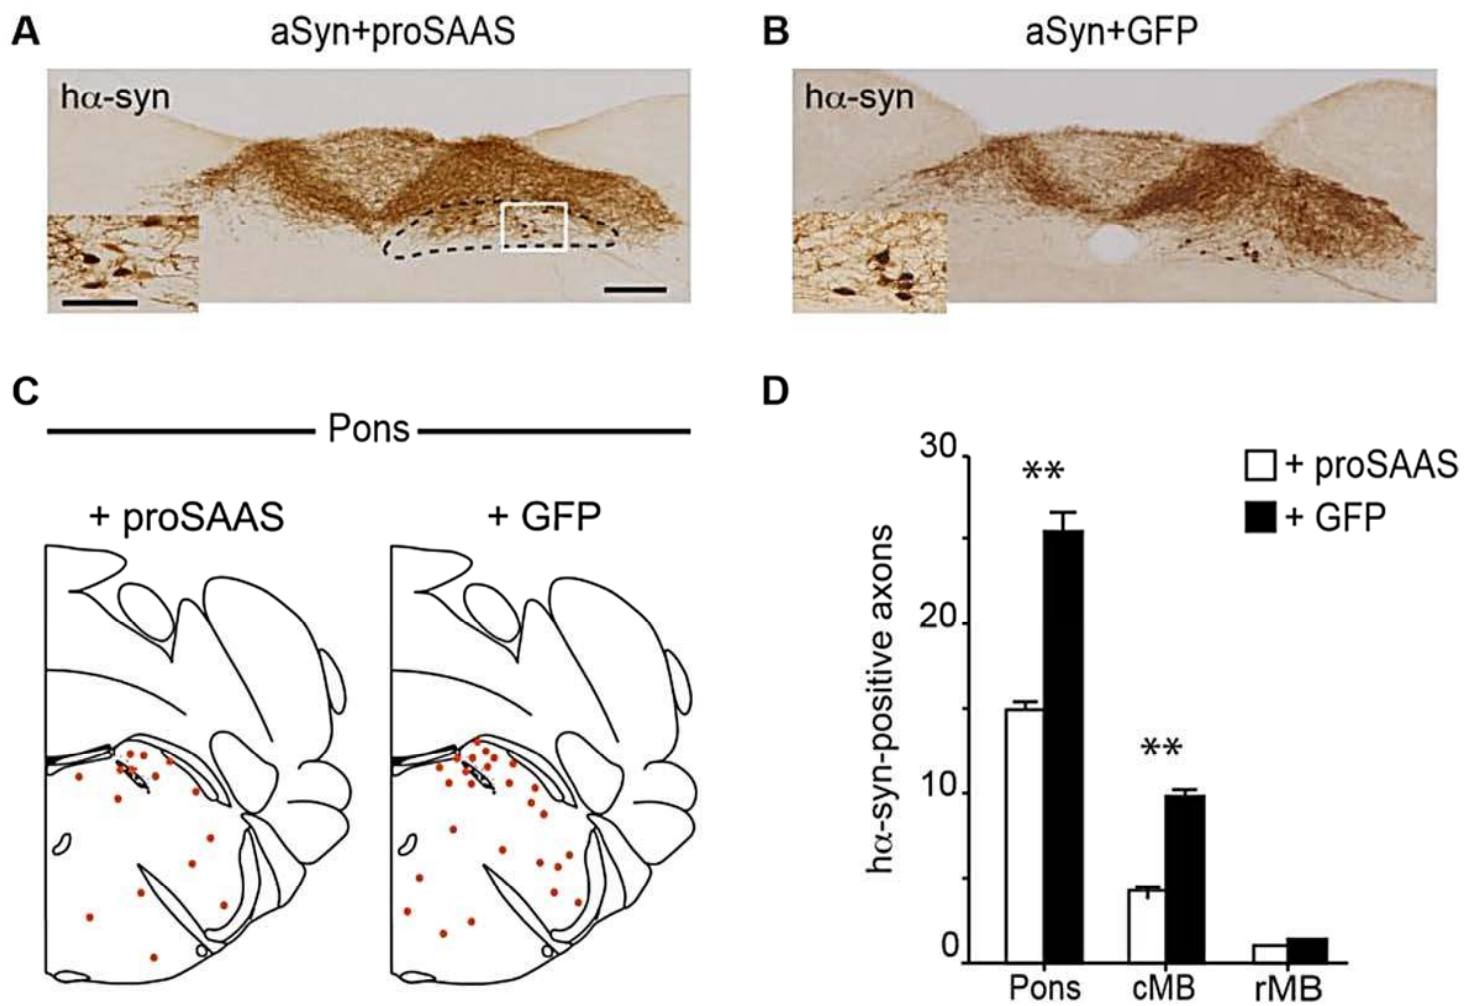 A
aSyn+proSAAS
hα-syn
B
aSyn+GFP
hα-syn
C
Pons
+ proSAAS
+ GFP
D
hα-syn-positive axons
30
20
10
0
**
**
+ proSAAS
+ GFP
Pons
cMB
rMB